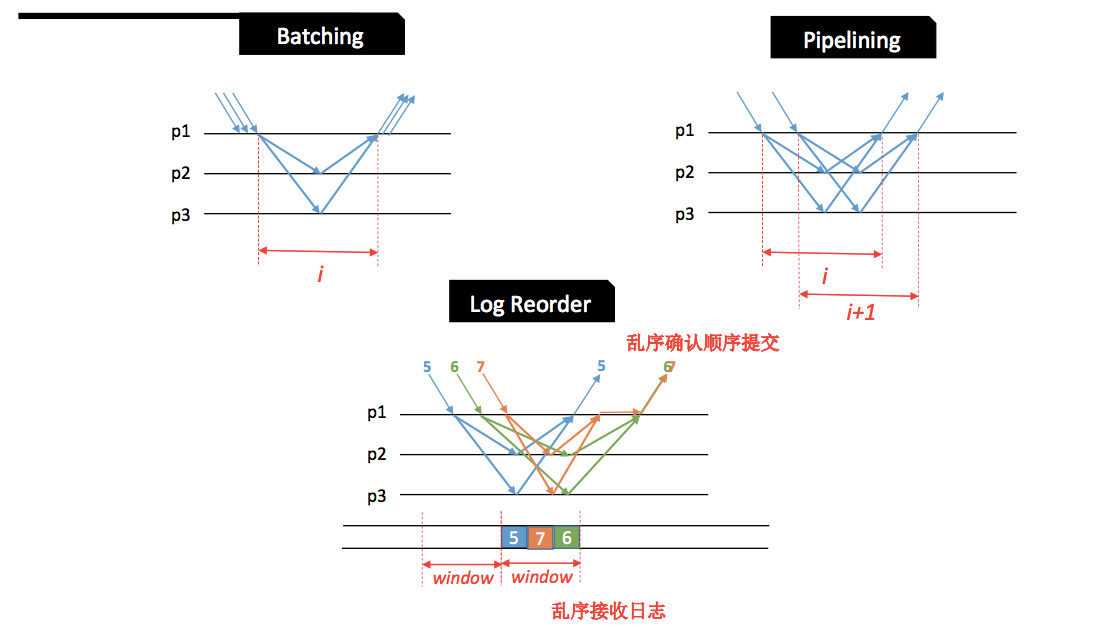 Batching
Pipelining
p1
p2
p3
i
p1
p2
p3
i
i+1
Log Reorder
乱序确认顺序提交
5 6 7 5 6 7
p1
p2
p3
5 7 6
window window
乱序接收日志